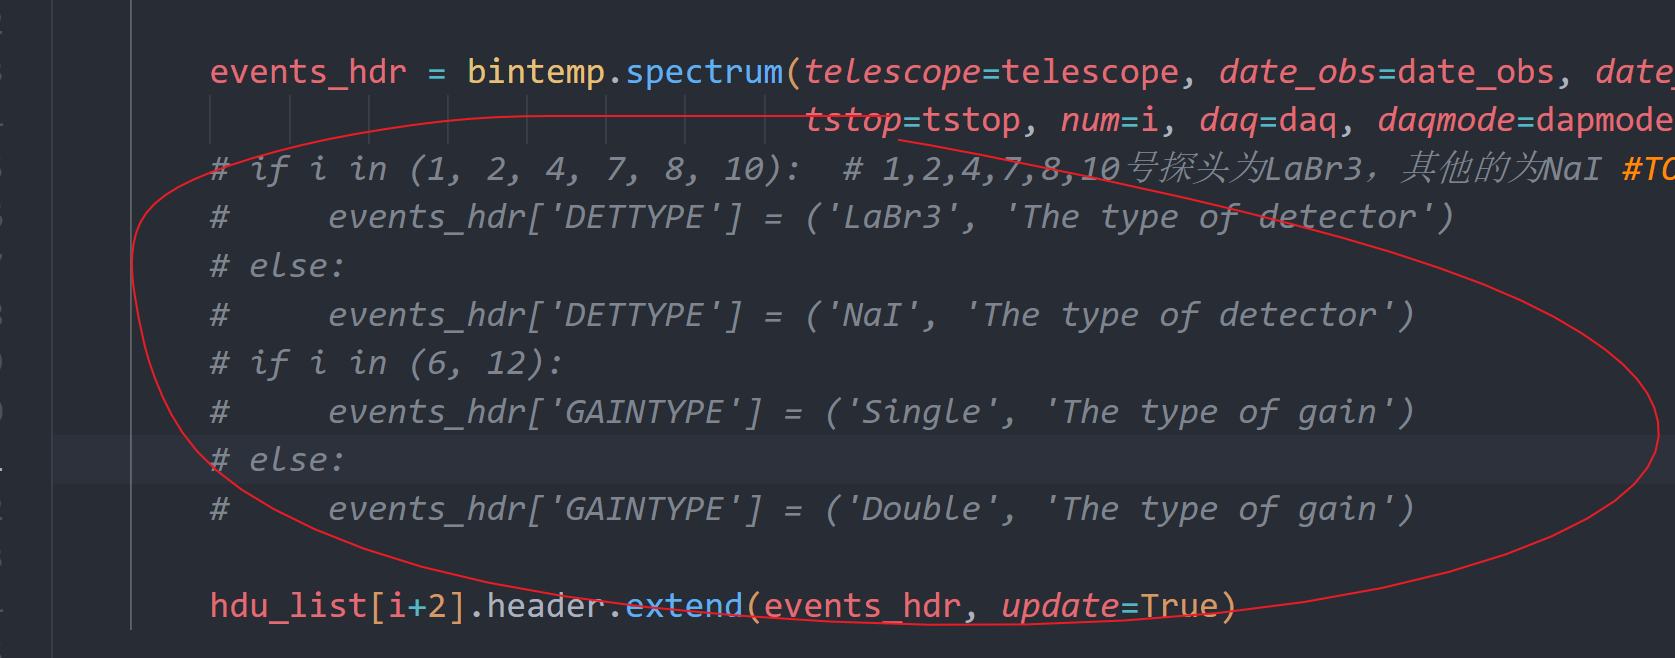 events_hdr = bintemp.spectrum(telescope=telescope, date_obs=date_obs, date_
tstop=tstop, num=i, daq=daq, daqmode=dapmode
# if i in (1, 2, 4, 7, 8, 10):  # 1,2,4,7,8,10号探头为LaBr3，其他的为NaI #TO
#     events_hdr['DETTYPE'] = ('LaBr3', 'The type of detector')
# else:
#     events_hdr['DETTYPE'] = ('NaI', 'The type of detector')
# if i in (6, 12):
#     events_hdr['GAINTYPE'] = ('Single', 'The type of gain')
# else:
#     events_hdr['GAINTYPE'] = ('Double', 'The type of gain')
hdu_list[i+2].header.extend(events_hdr, update=True)